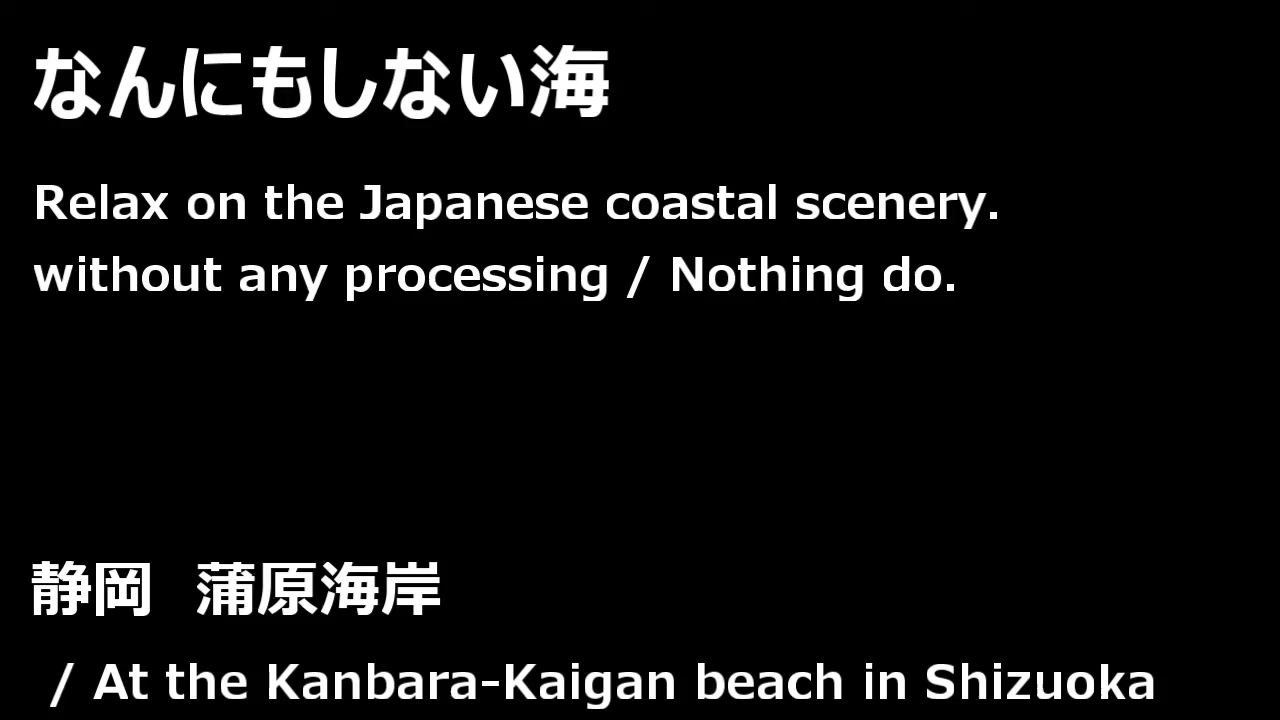 なんにもしない海
Relax on the Japanese coastal scenery.
without any processing / Nothing do.
静岡　蒲原海岸
/ At the Kanbara-Kaigan beach in Shizuoka